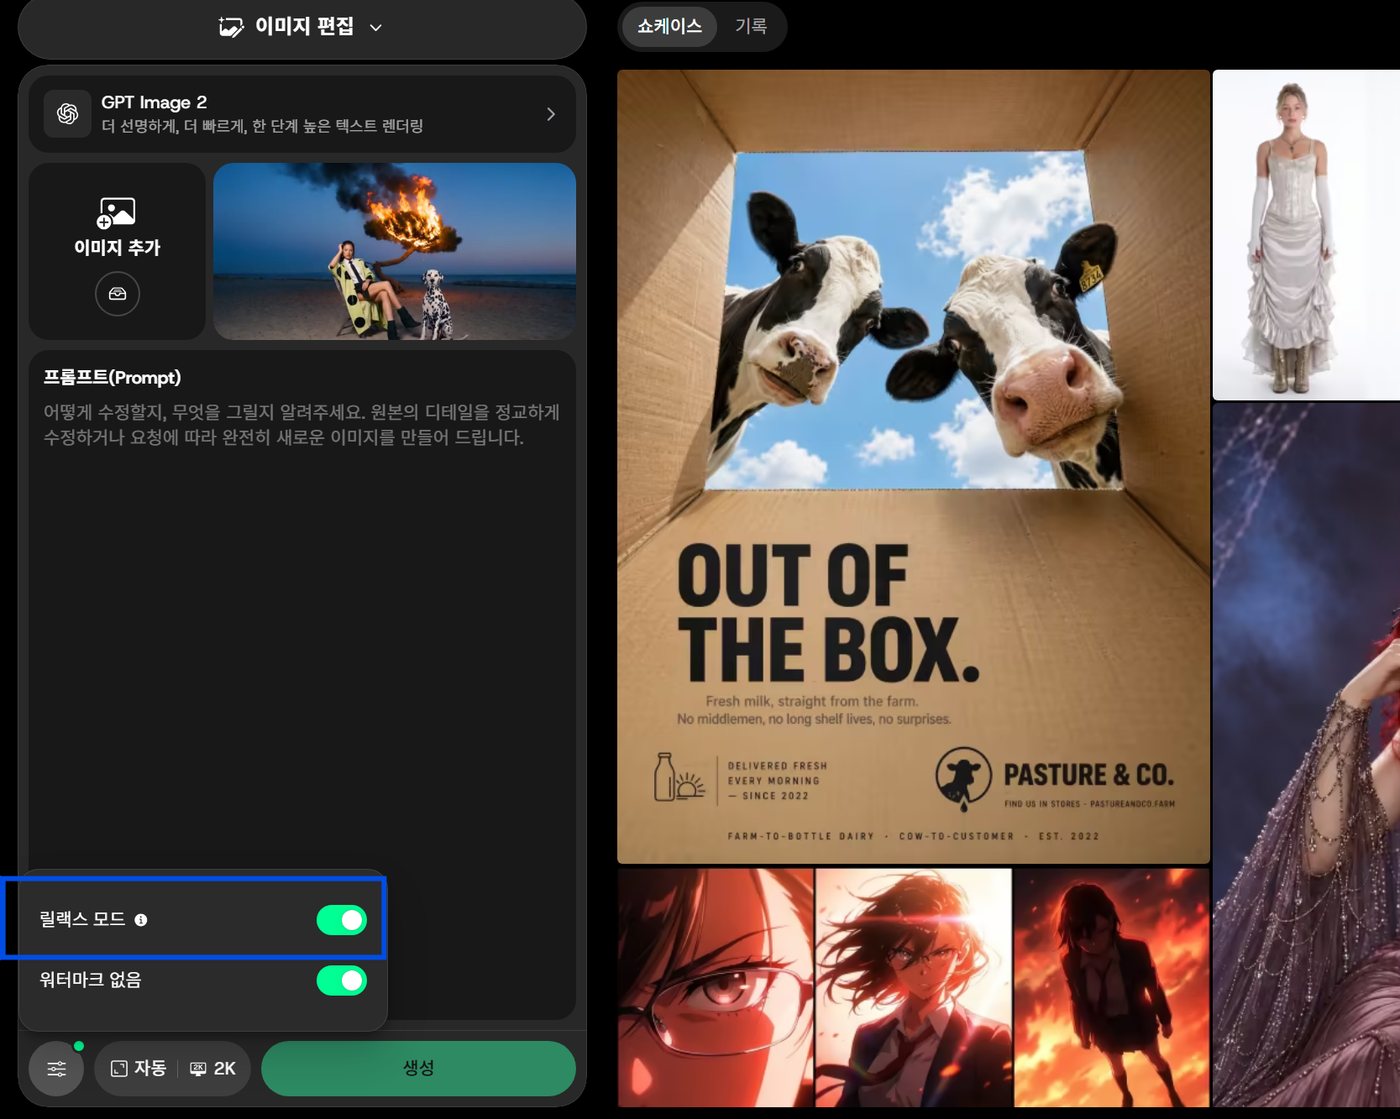 이미지 편집
쇼케이스
기록
GPT Image 2
더 선명하게, 더 빠르게, 한 단계 높은 텍스트 렌더링
이미지 추가
프롬프트(Prompt)
어떻게 수정할지, 무엇을 그릴지 알려주세요. 원본의 디테일을 정교하게
수정하거나 요청에 따라 완전히 새로운 이미지를 만들어 드립니다.
릴랙스 모드
워터마크 없음
자동
2K
생성
5734
OUT OF
THE BOX.
Fresh milk, straight from the farm.
No middlemen, no long shelf lives, no surprises.
DELIVERED FRESH
EVERY MORNING
— SINCE 2022
PASTURE & CO.
FIND US IN STORES - PASTUREANDCO.FARM
FARM-TO-BOTTLE DAIRY · COW-TO-CUSTOMER · EST. 2022